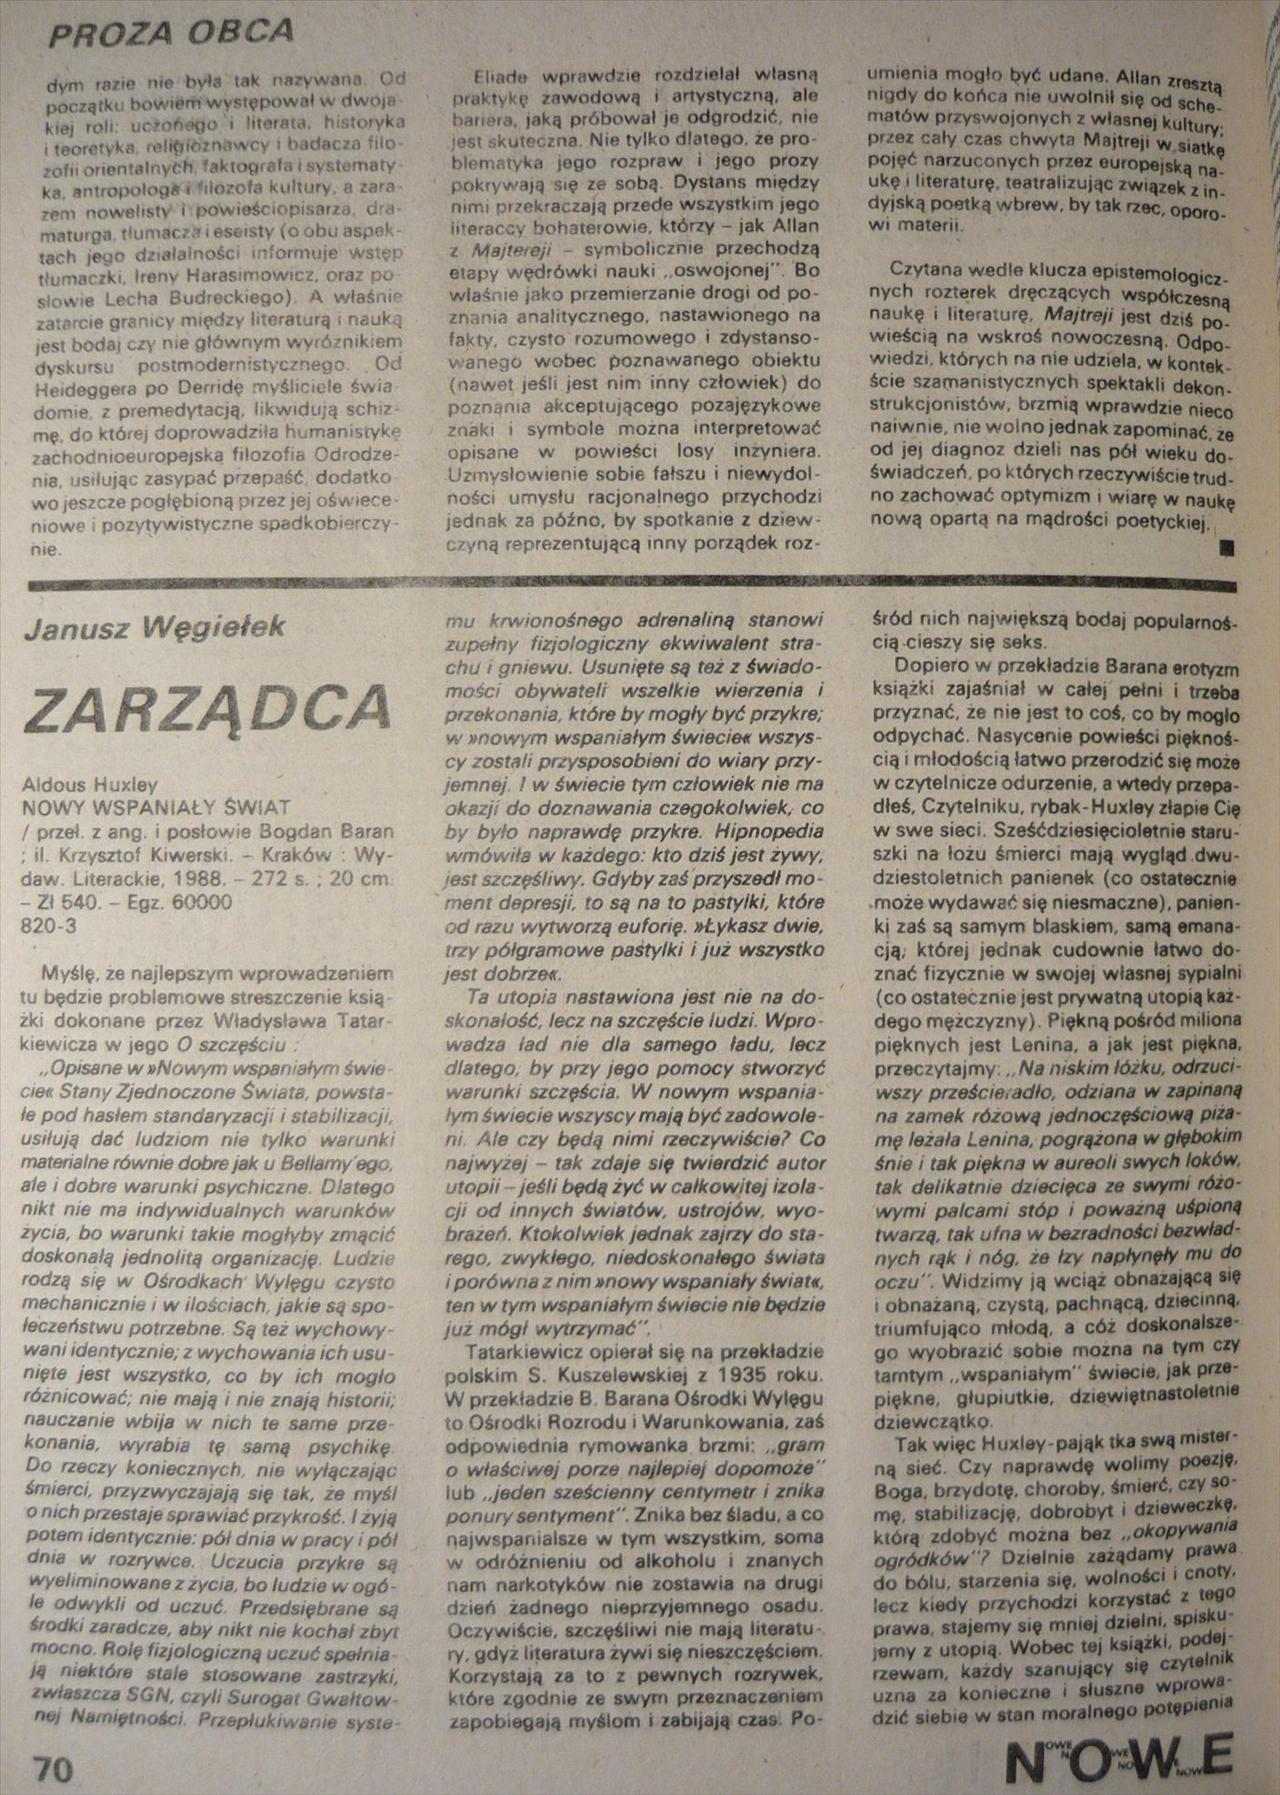 PROZA OBCA
dym razie nie była tak nazywana. Od
początku bowiem występował w dwoja-
kiej roli: uczonego i literata, historyka
i teoretyka, religioznawcy i badacza filo-
zofii orientalnych, faktografa i systematy-
ka, antropologa i filozofa kultury, a zara-
zem nowelisty i powieściopisarza, dra-
maturga, tłumacza i eseisty (o obu aspek-
tach jego działalności informuje wstęp
tłumaczki, Ireny Harasimowicz, oraz po-
słowie Lecha Budreckiego). A właśnie
zatarcie granicy między literaturą i nauką
jest bodaj czy nie głównym wyróżnikiem
dyskursu postmodernistycznego. Od
Heideggera po Derridę myśliciele świa-
domie, z premedytacją, likwidują schiz-
mę, do której doprowadziła humanistykę
zachodnioeuropejska filozofia Odrodze-
nia, usiłując zasypać przepaść, dodatko-
wo jeszcze pogłębioną przez jej oświece-
niowe i pozytywistyczne spadkobierczy-
nie.
Eliade wprawdzie rozdzielał własną
praktykę zawodową i artystyczną, ale
bariera, jaką próbował je odgrodzić, nie
jest skuteczna. Nie tylko dlatego, że pro-
blematyka jego rozpraw i jego prozy
pokrywają się ze sobą. Dystans między
nimi przekraczają przede wszystkim jego
literaccy bohaterowie, którzy – jak Allan
z Majtereji – symbolicznie przechodzą
etapy wędrówki nauki „oswojonej". Bo
właśnie jako przemierzanie drogi od po-
znania analitycznego, nastawionego na
fakty, czysto rozumowego i zdystanso-
wanego wobec poznawanego obiektu
(nawet jeśli jest nim inny człowiek) do
poznania akceptującego pozajęzykowe
znaki i symbole można interpretować
opisane w powieści losy inżyniera.
Uzmysłowienie sobie fałszu i niewydol-
ności umysłu racjonalnego przychodzi
jednak za późno, by spotkanie z dziew-
czyną reprezentującą inny porządek roz-
umienia mogło być udane. Allan zresztą
nigdy do końca nie uwolnił się od sche-
matów przyswojonych z własnej kultury;
przez cały czas chwyta Majtreji w siatkę
pojęć narzuconych przez europejską na-
ukę i literaturę, teatralizując związek z in-
dyjską poetką wbrew, by tak rzec, oporo-
wi materii.
Czytana wedle klucza epistemologicz-
nych rozterek dręczących współczesną
naukę i literaturę, Majtreji jest dziś po-
wieścią na wskroś nowoczesną. Odpo-
wiedzi, których na nie udziela, w kontek-
ście szamanistycznych spektakli dekon-
strukcjonistów, brzmią wprawdzie nieco
naiwnie, nie wolno jednak zapominać, że
od jej diagnoz dzieli nas pół wieku do-
świadczeń, po których rzeczywiście trud-
no zachować optymizm i wiarę w naukę
nową opartą na mądrości poetyckiej.
Janusz Węgiełek
ZARZĄDCA
Aldous Huxley
NOWY WSPANIAŁY ŚWIAT
/ przeł. z ang. i posłowie Bogdan Baran
; il. Krzysztof Kiwerski. – Kraków : Wy-
daw. Literackie, 1988. – 272 s. ; 20 cm.
– Zł 540. – Egz. 60000
820-3
Myślę, że najlepszym wprowadzeniem
tu będzie problemowe streszczenie ksią-
żki dokonane przez Władysława Tatar-
kiewicza w jego O szczęściu :
„Opisane w »Nowym wspaniałym świe-
cie« Stany Zjednoczone Świata, powsta-
łe pod hasłem standaryzacji i stabilizacji,
usiłują dać ludziom nie tylko warunki
materialne równie dobre jak u Bellamy'ego,
ale i dobre warunki psychiczne. Dlatego
nikt nie ma indywidualnych warunków
życia, bo warunki takie mogłyby zmącić
doskonałą jednolitą organizację. Ludzie
rodzą się w Ośrodkach Wylęgu czysto
mechanicznie i w ilościach, jakie są spo-
łeczeństwu potrzebne. Są też wychowy-
wani identycznie; z wychowania ich usu-
nięte jest wszystko, co by ich mogło
różnicować; nie mają i nie znają historii;
nauczanie wbija w nich te same prze-
konania, wyrabia tę samą psychikę.
Do rzeczy koniecznych, nie wyłączając
śmierci, przyzwyczajają się tak, że myśl
o nich przestaje sprawiać przykrość. I żyją
potem identycznie: pół dnia w pracy i pół
dnia w rozrywce. Uczucia przykre są
wyeliminowane z życia, bo ludzie w ogó-
le odwykli od uczuć. Przedsiębrane są
środki zaradcze, aby nikt nie kochał zbyt
mocno. Rolę fizjologiczną uczuć spełnia-
ją niektóre stale stosowane zastrzyki,
zwłaszcza SGN, czyli Surogat Gwałtow-
nej Namiętności. Przepłukiwanie syste-
mu krwionośnego adrenaliną stanowi
zupełny fizjologiczny ekwiwalent stra-
chu i gniewu. Usunięte są też z świado-
mości obywateli wszelkie wierzenia i
przekonania, które by mogły być przykre;
w »nowym wspaniałym świecie« wszys-
cy zostali przysposobieni do wiary przy-
jemnej. I w świecie tym człowiek nie ma
okazji do doznawania czegokolwiek, co
by było naprawdę przykre. Hipnopedia
wmówiła w każdego: kto dziś jest żywy,
jest szczęśliwy. Gdyby zaś przyszedł mo-
ment depresji, to są na to pastylki, które
od razu wytworzą euforię. »Łykasz dwie,
trzy półgramowe pastylki i już wszystko
jest dobrze«.
Ta utopia nastawiona jest nie na do-
skonałość, lecz na szczęście ludzi. Wpro-
wadza ład nie dla samego ładu, lecz
dlatego, by przy jego pomocy stworzyć
warunki szczęścia. W nowym wspania-
łym świecie wszyscy mają być zadowole-
ni. Ale czy będą nimi rzeczywiście? Co
najwyżej – tak zdaje się twierdzić autor
utopii – jeśli będą żyć w całkowitej izola-
cji od innych światów, ustrojów, wyo-
brażeń. Ktokolwiek jednak zajrzy do sta-
rego, zwykłego, niedoskonałego świata
i porówna z nim »nowy wspaniały świat«,
ten w tym wspaniałym świecie nie będzie
już mógł wytrzymać".
Tatarkiewicz opierał się na przekładzie
polskim S. Kuszelewskiej z 1935 roku.
W przekładzie B. Barana Ośrodki Wylęgu
to Ośrodki Rozrodu i Warunkowania, zaś
odpowiednia rymowanka brzmi: „gram
o właściwej porze najlepiej dopomoże"
lub „jeden sześcienny centymetr i znika
ponury sentyment". Znika bez śladu, a co
najwspanialsze w tym wszystkim, soma
w odróżnieniu od alkoholu i znanych
nam narkotyków nie zostawia na drugi
dzień żadnego nieprzyjemnego osadu.
Oczywiście, szczęśliwi nie mają literatu-
ry, gdyż literatura żywi się nieszczęściem.
Korzystają za to z pewnych rozrywek,
które zgodnie ze swym przeznaczeniem
zapobiegają myślom i zabijają czas. Po-
śród nich największą bodaj popularnoś-
cią cieszy się seks.
Dopiero w przekładzie Barana erotyzm
książki zajaśniał w całej pełni i trzeba
przyznać, że nie jest to coś, co by mogło
odpychać. Nasycenie powieści pięknoś-
cią i młodością łatwo przerodzić się może
w czytelnicze odurzenie, a wtedy przepa-
dłeś, Czytelniku, rybak-Huxley złapie Cię
w swe sieci. Sześćdziesięcioletnie staru-
szki na łożu śmierci mają wygląd dwu-
dziestoletnich panienek (co ostatecznie
może wydawać się niesmaczne), panien-
ki zaś są samym blaskiem, samą emana-
cją, której jednak cudownie łatwo do-
znać fizycznie w swojej własnej sypialni
(co ostatecznie jest prywatną utopią każ-
dego mężczyzny). Piękną pośród miliona
pięknych jest Lenina, a jak jest piękna,
przeczytajmy: „Na niskim łóżku, odrzuci-
wszy prześcieradło, odziana w zapinaną
na zamek różową jednoczęściową piża-
mę leżała Lenina, pogrążona w głębokim
śnie i tak piękna w aureoli swych loków,
tak delikatnie dziecięca ze swymi różo-
wymi palcami stóp i poważną uśpioną
twarzą, tak ufna w bezradności bezwład-
nych rąk i nóg, że łzy napłynęły mu do
oczu". Widzimy ją wciąż obnażającą się
i obnażaną, czystą, pachnącą, dziecinną,
triumfująco młodą, a cóż doskonalsze-
go wyobrazić sobie można na tym czy
tamtym „wspaniałym" świecie, jak prze-
piękne, głupiutkie, dziewiętnastoletnie
dziewczątko.
Tak więc Huxley-pająk tka swą mister-
ną sieć. Czy naprawdę wolimy poezję,
Boga, brzydotę, choroby, śmierć, czy so-
mę, stabilizację, dobrobyt i dzieweczkę,
którą zdobyć można bez „okopywania
ogródków"? Dzielnie zażądamy prawa
do bólu, starzenia się, wolności i cnoty,
lecz kiedy przychodzi korzystać z tego
prawa, stajemy się mniej dzielni, spisku-
jemy z utopią. Wobec tej książki, podej-
rzewam, każdy szanujący się czytelnik
uzna za konieczne i słuszne wprowa-
dzić siebie w stan moralnego potępienia
70
NOWE